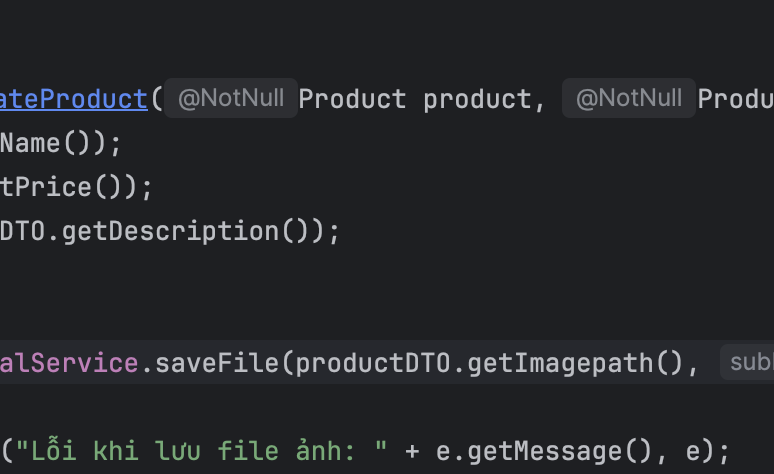 ateProduct( @NotNull Product product, @NotNull Produ
Name());
tPrice());
DTO.getDescription());
alService.saveFile(productDTO.getImagepath(), sub
("Lỗi khi lưu file ảnh: " + e.getMessage(), e);